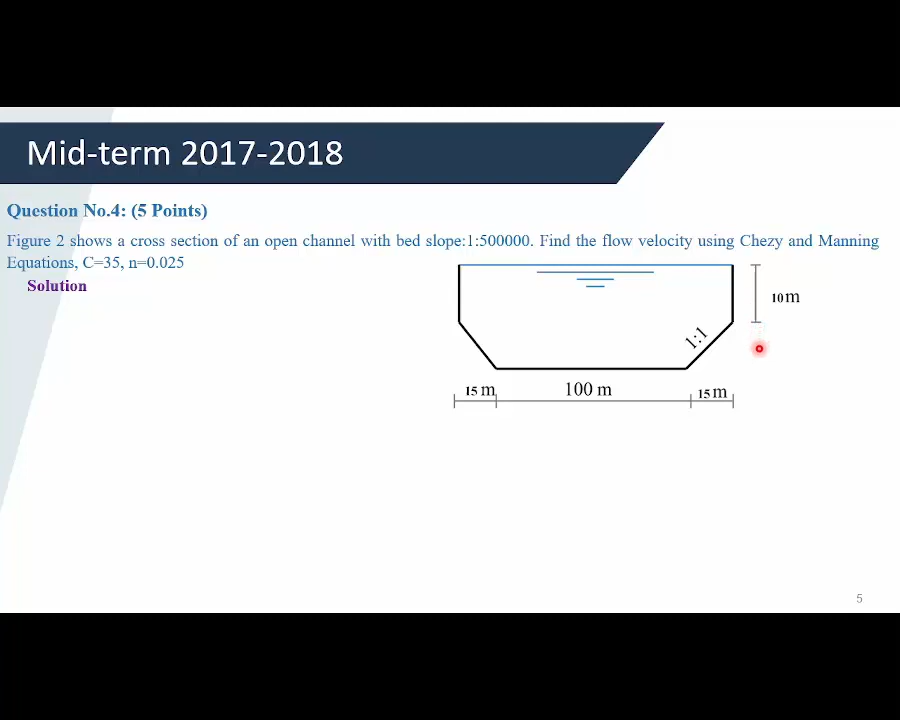 Mid-term 2017-2018
Question No.4: (5 Points)
Figure 2 shows a cross section of an open channel with bed slope:1:500000. Find the flow velocity using Chezy and Manning
Equations, C=35, n=0.025
Solution
10m
1:1
15 m
100 m
15m
5